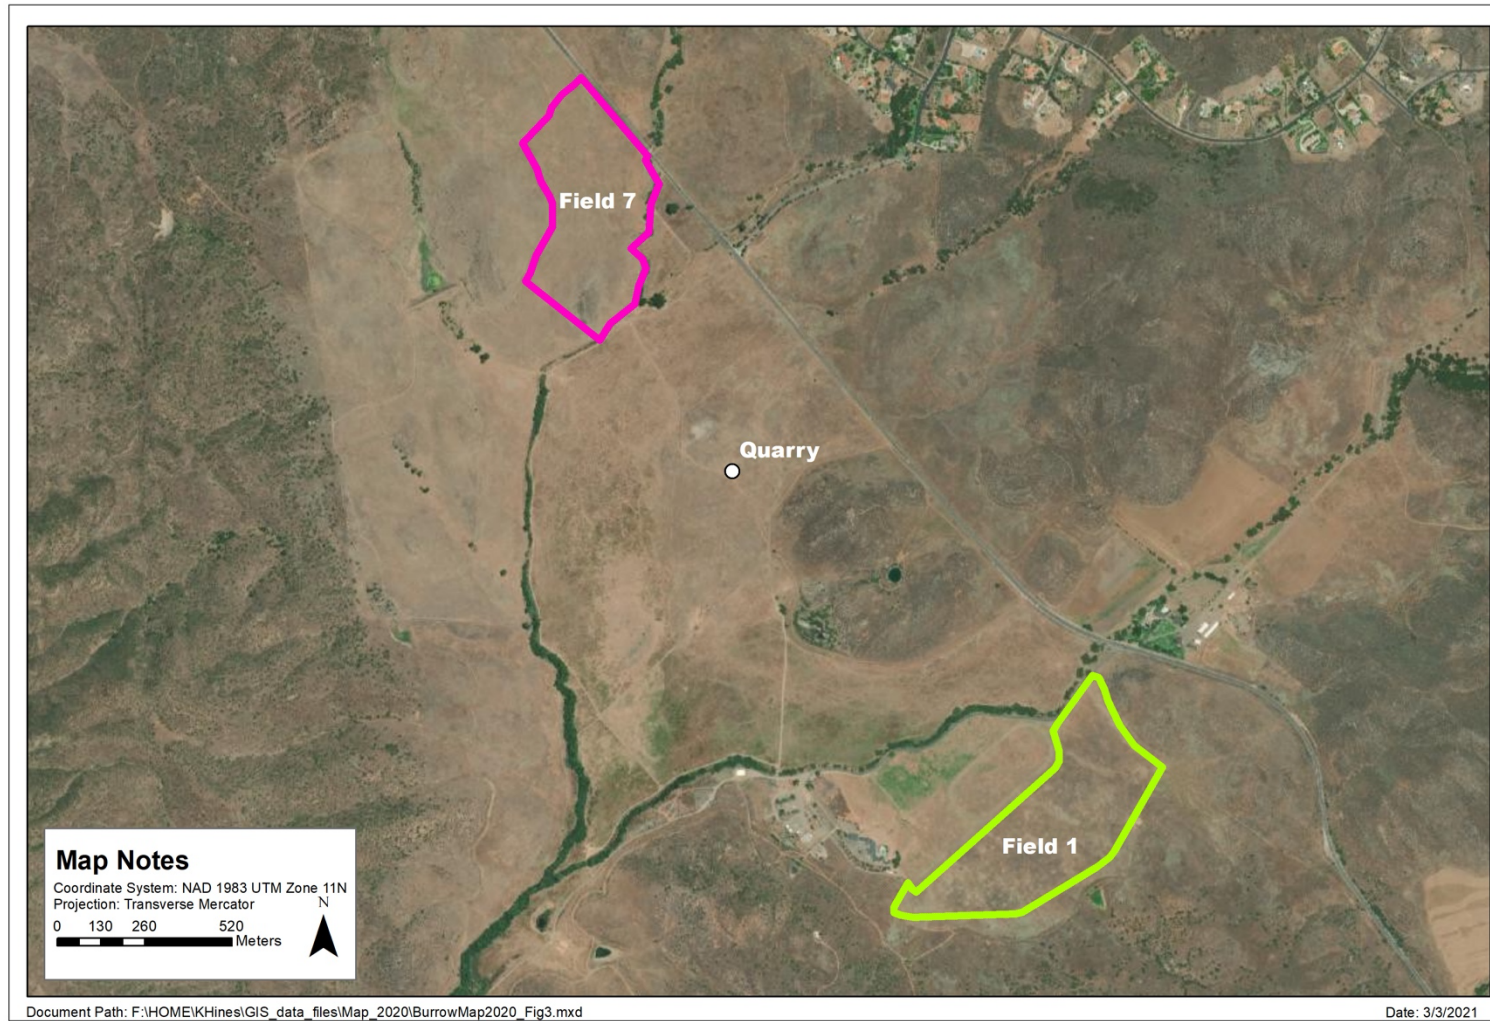 Field 7
Quarry
Field 1
Map Notes
Coordinate System: NAD 1983 UTM Zone 11N
Projection: Transverse Mercator
N
0 130 260 520
Meters
Document Path: F:\HOME\KHines\GIS_data_files\Map_2020\BurrowMap2020_Fig3.mxd
Date: 3/3/2021